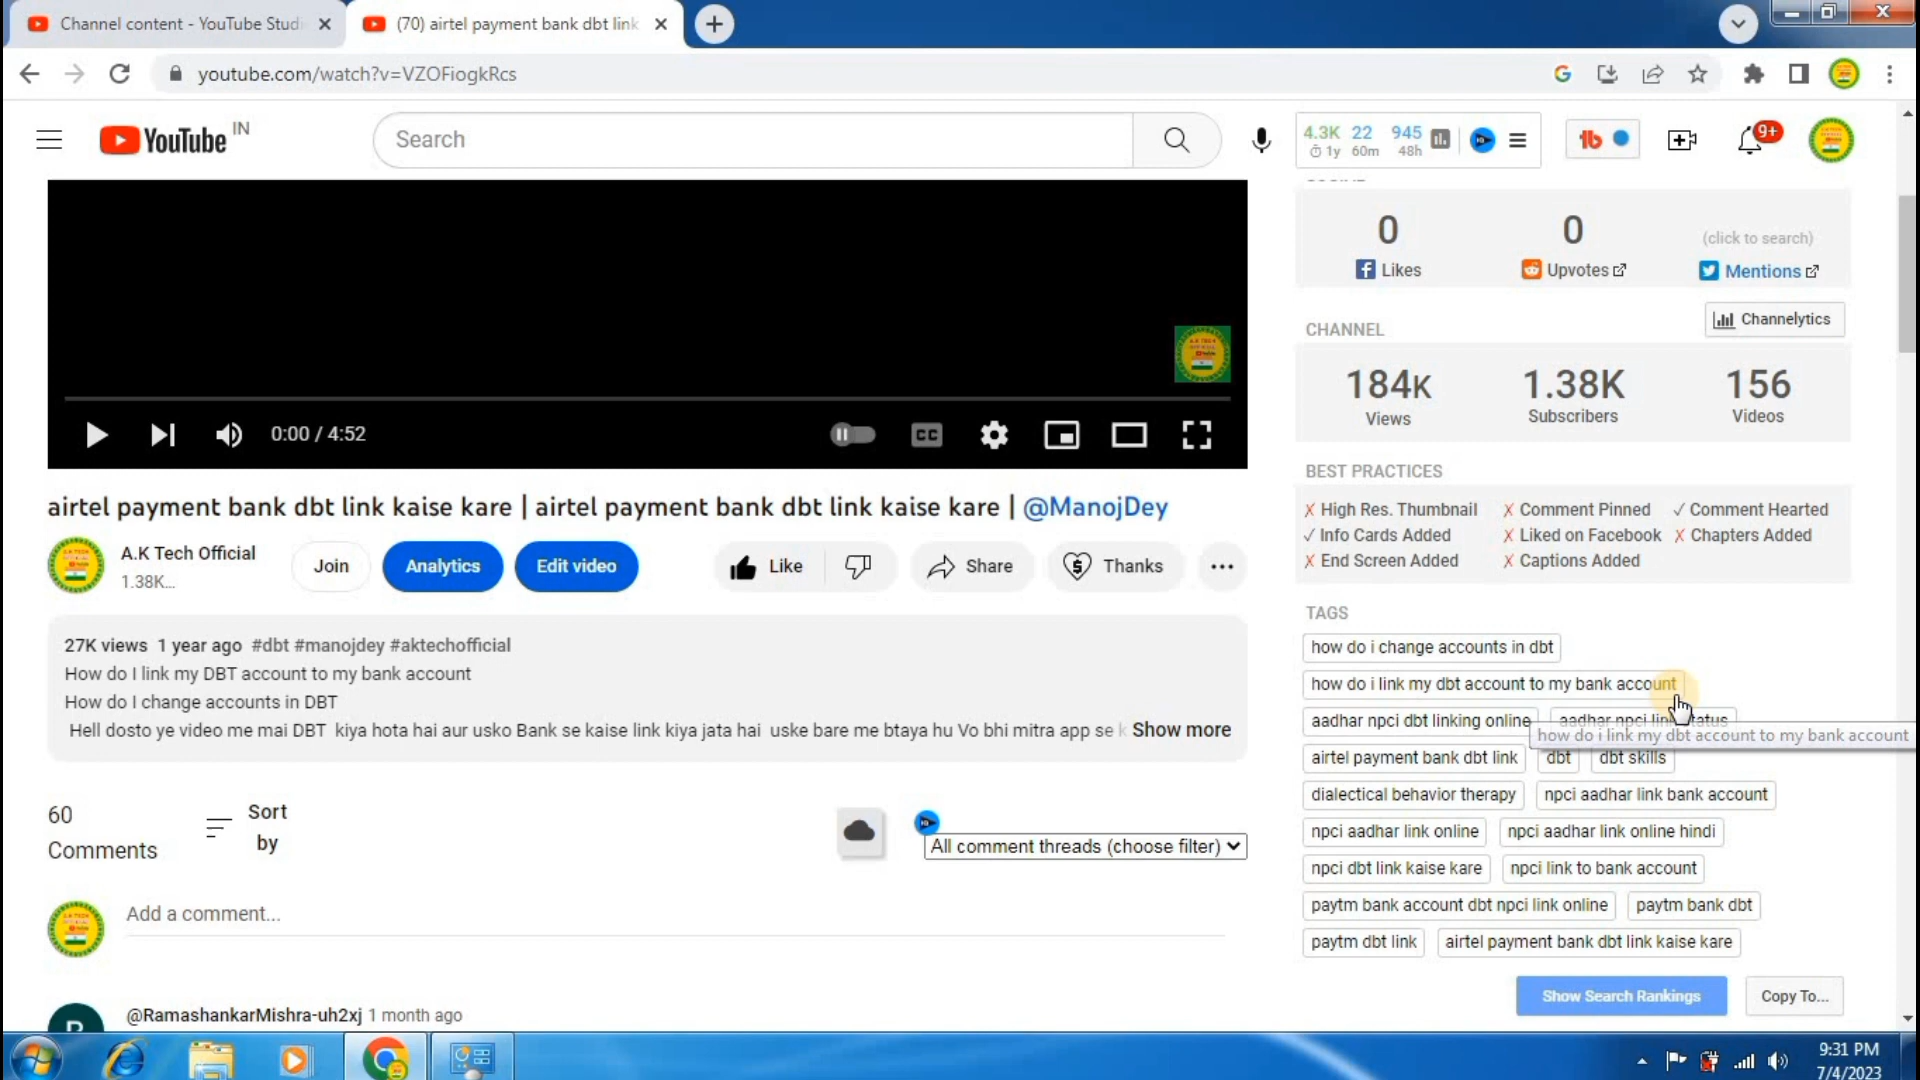 Channel content - YouTube Studi
(70) airtel payment bank dbt link
youtube.com/watch?v=VZOFiogkRcs
YouTube IN
Search
4.3K 22 945
1y 60m 48h
9+
0 0 (click to search)
Likes Upvotes Mentions
CHANNEL Channelytics
184K 1.38K 156
Views Subscribers Videos
BEST PRACTICES
✗ High Res. Thumbnail ✗ Comment Pinned ✓ Comment Hearted
✓ Info Cards Added ✗ Liked on Facebook ✗ Chapters Added
✗ End Screen Added ✗ Captions Added
TAGS
how do i change accounts in dbt
how do i link my dbt account to my bank account
aadhar npci dbt linking online aadhar npci link status
how do i link my dbt account to my bank account
airtel payment bank dbt link dbt dbt skills
dialectical behavior therapy npci aadhar link bank account
npci aadhar link online npci aadhar link online hindi
npci dbt link kaise kare npci link to bank account
paytm bank account dbt npci link online paytm bank dbt
paytm dbt link airtel payment bank dbt link kaise kare
Show Search Rankings Copy To...
0:00 / 4:52
CC
airtel payment bank dbt link kaise kare | airtel payment bank dbt link kaise kare | @ManojDey
A.K Tech Official
1.38K...
Join Analytics Edit video Like Share Thanks
27K views 1 year ago #dbt #manojdey #aktechofficial
How do I link my DBT account to my bank account
How do I change accounts in DBT
Hell dosto ye video me mai DBT kiya hota hai aur usko Bank se kaise link kiya jata hai uske bare me btaya hu Vo bhi mitra app se k Show more
60 Comments
Sort by
All comment threads (choose filter)
Add a comment...
@RamashankarMishra-uh2xj 1 month ago
9:31 PM
7/4/2023